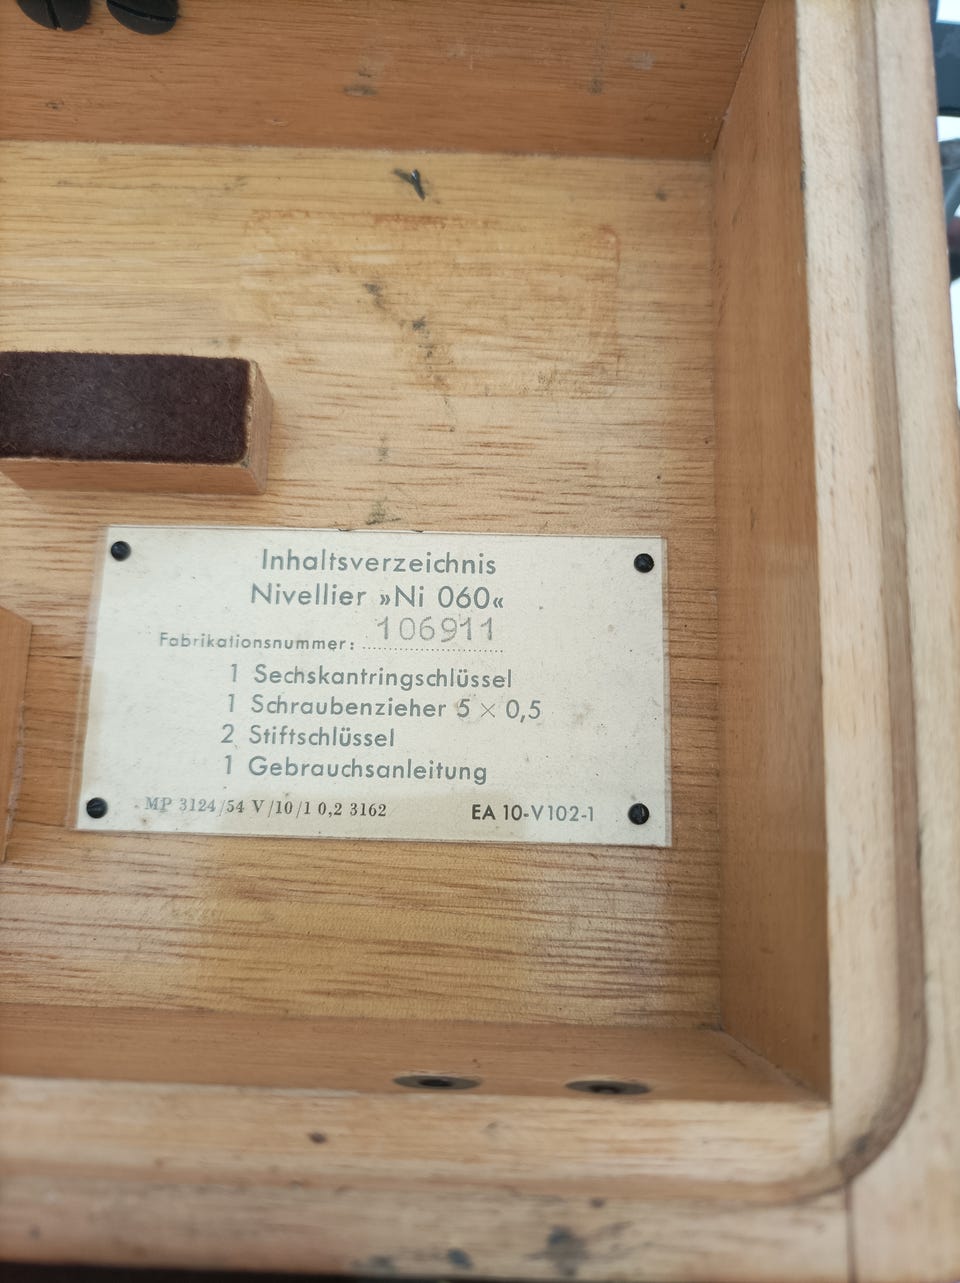 Inhaltsverzeichnis
Nivellier »Ni 060«
Fabrikationsnummer: 106911
1 Sechskantringschlüssel
1 Schraubenzieher 5 × 0,5
2 Stiftschlüssel
1 Gebrauchsanleitung
MP 3124/54 V/10/1 0,2 3162 EA 10-V102-1